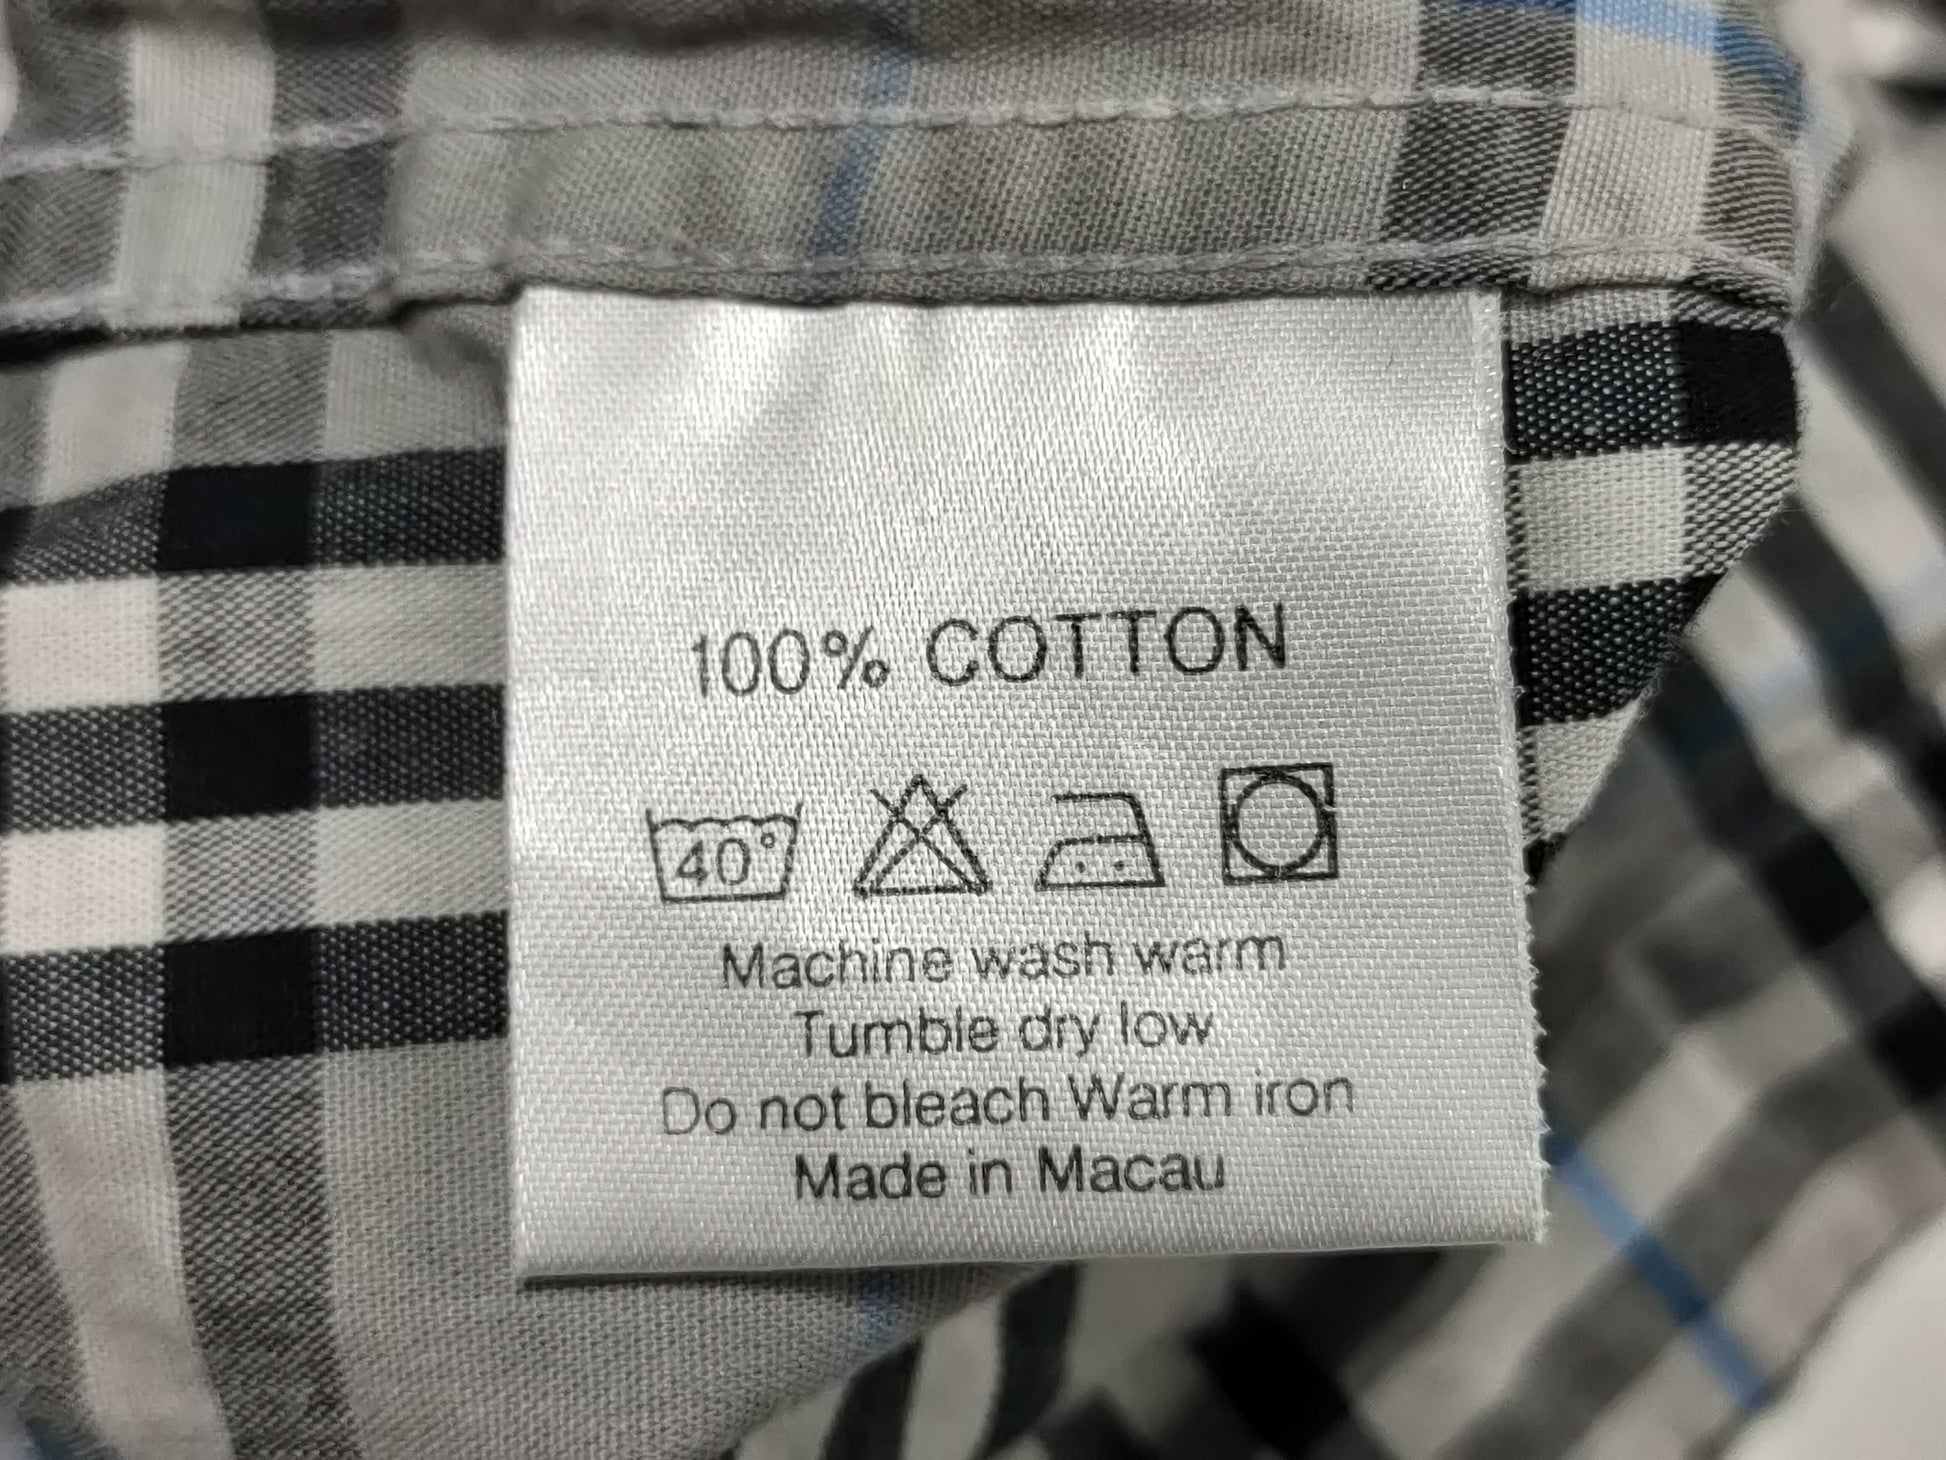 100% COTTON
40°
Machine wash warm
Tumble dry low
Do not bleach Warm iron
Made in Macau